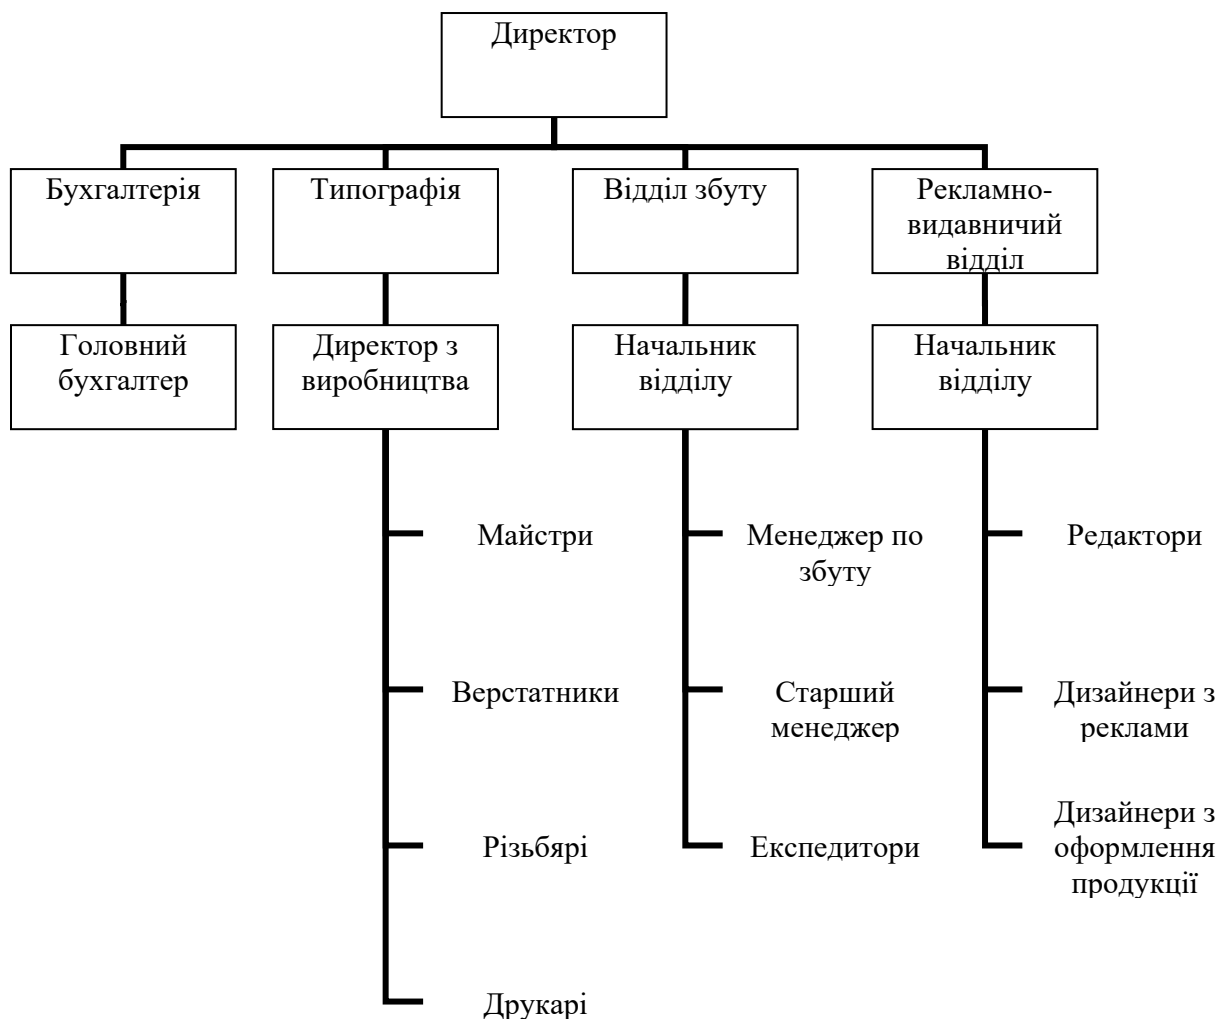 Директор
Бухгалтерія
Типографія
Відділ збуту
Рекламно-
видавничий
відділ
Головний
бухгалтер
Директор з
виробництва
Начальник
відділу
Начальник
відділу
Майстри
Менеджер по
збуту
Редактори
Верстатники
Старший
менеджер
Дизайнери з
реклами
Різьбярі
Експедитори
Дизайнери з
оформлення
продукції
Друкарі